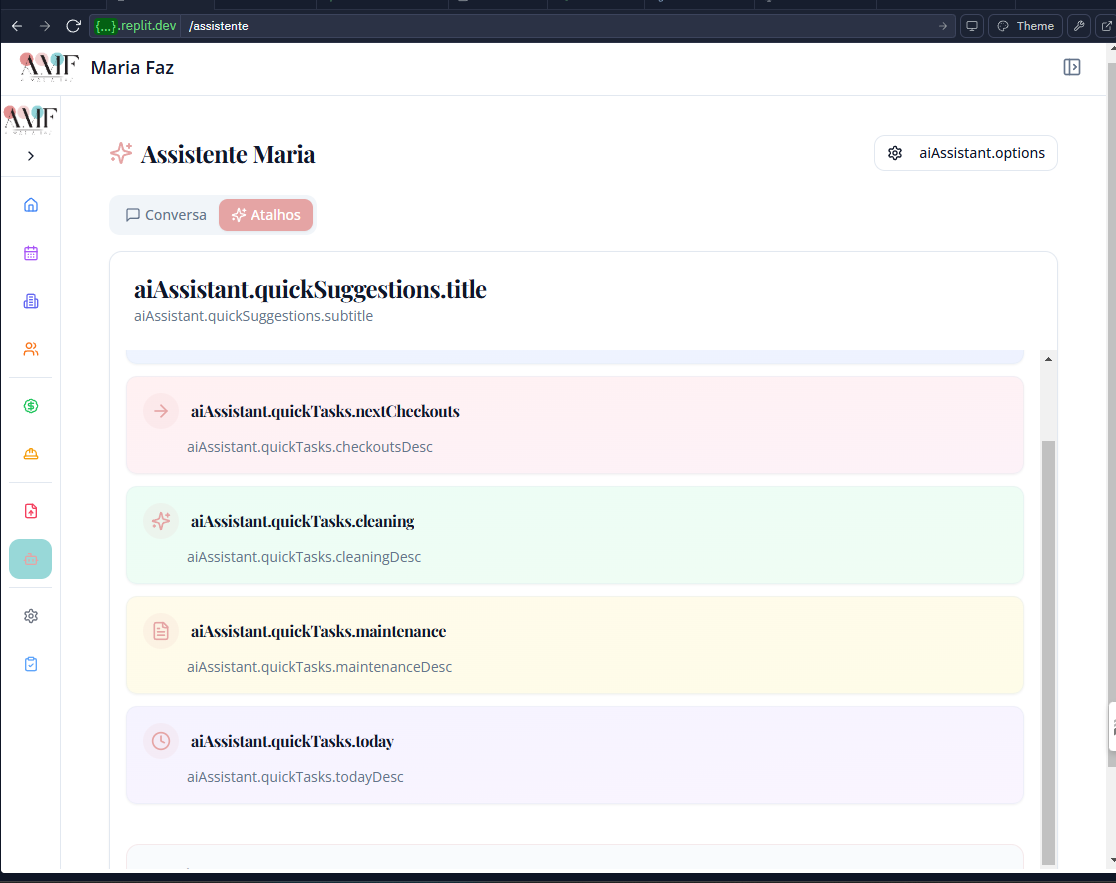 {...}.replit.dev /assistente
Theme
AMF
Maria Faz
AMF
Assistente Maria
aiAssistant.options
Conversa
Atalhos
aiAssistant.quickSuggestions.title
aiAssistant.quickSuggestions.subtitle
aiAssistant.quickTasks.nextCheckouts
aiAssistant.quickTasks.checkoutsDesc
aiAssistant.quickTasks.cleaning
aiAssistant.quickTasks.cleaningDesc
aiAssistant.quickTasks.maintenance
aiAssistant.quickTasks.maintenanceDesc
aiAssistant.quickTasks.today
aiAssistant.quickTasks.todayDesc